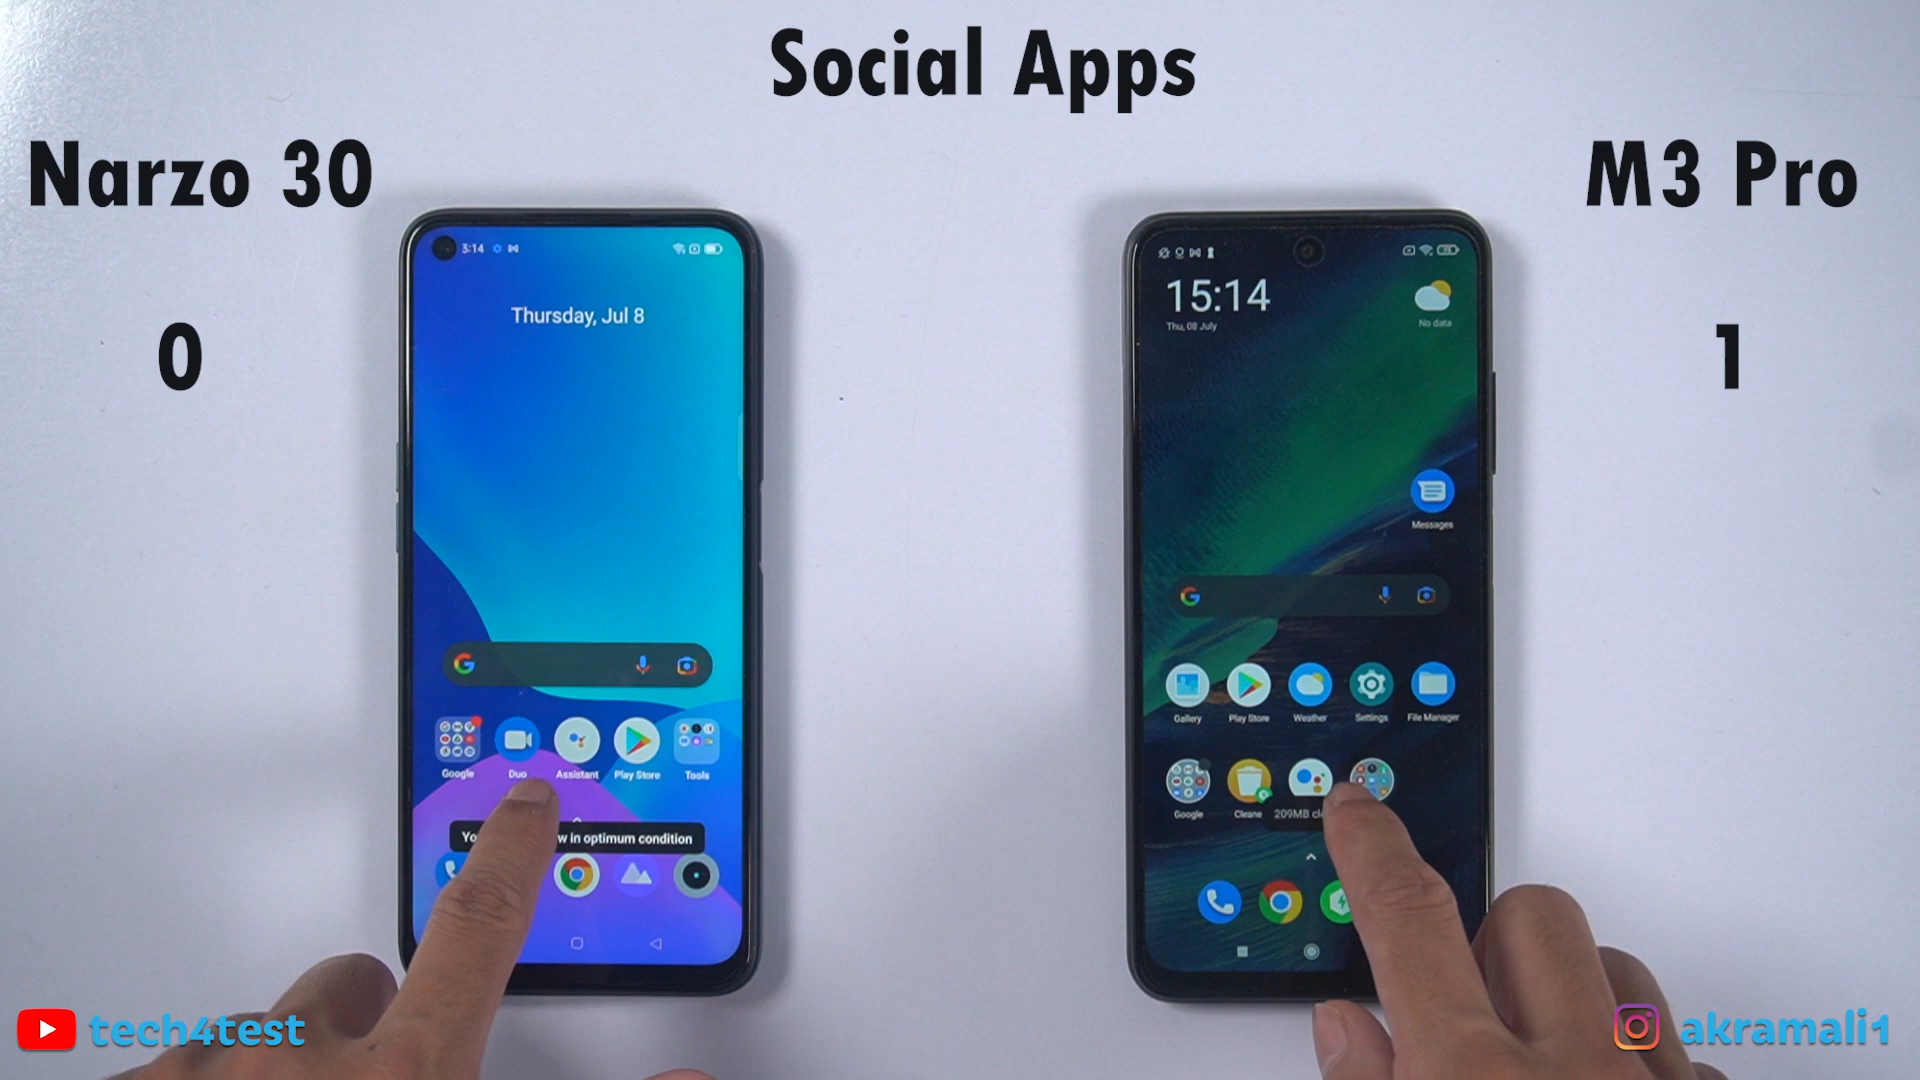 Social Apps
Narzo 30
M3 Pro
0
1
3:14
Thursday, Jul 8
Google
Duo
Assistant
Play Store
Tools
w in optimum condition
15:14
Thu, 08 July
No data
Messages
Gallery
Play Store
Weather
Settings
File Manager
Google
Cleane
209MB cl
tech4test
akramali1